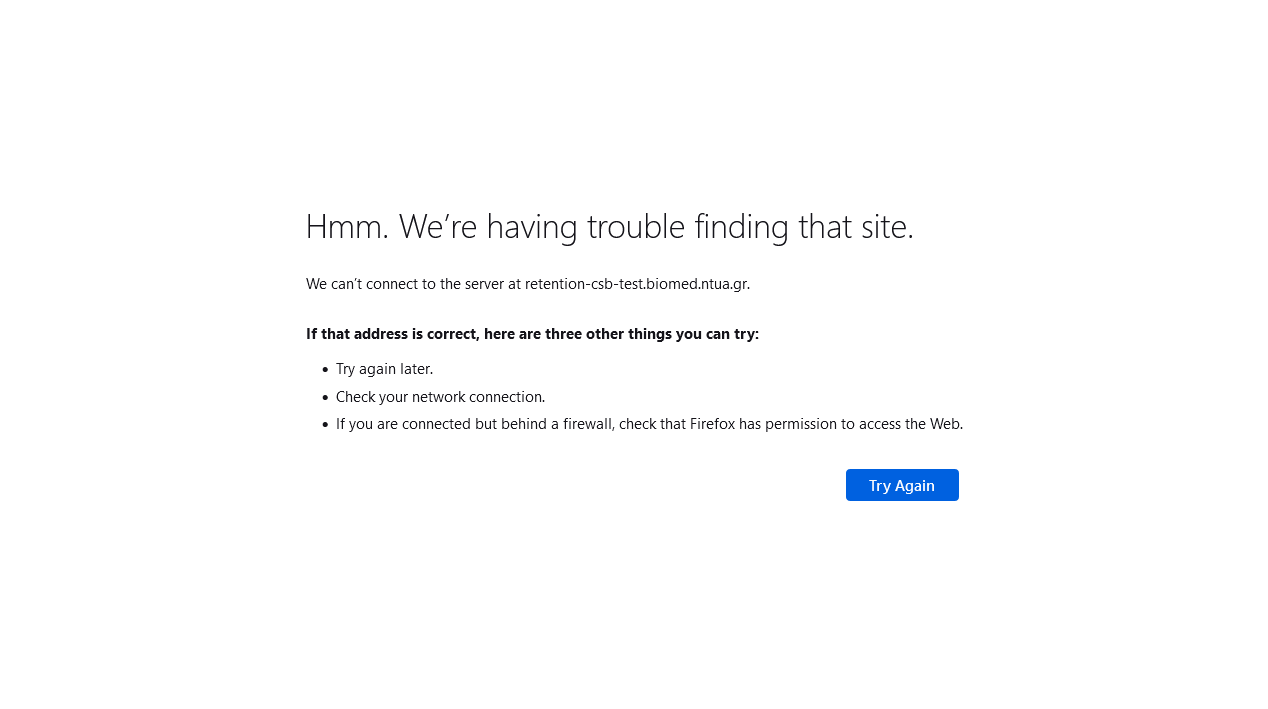 Hmm. We’re having trouble finding that site.
We can’t connect to the server at retention-csb-test.biomed.ntua.gr.
If that address is correct, here are three other things you can try:
• Try again later.
• Check your network connection.
• If you are connected but behind a firewall, check that Firefox has permission to access the Web.
Try Again